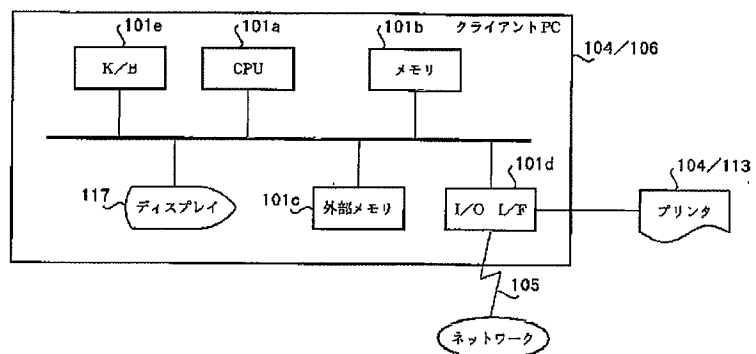 101e
101a
101b
クライアントPC
104/106
K/B
CPU
メモリ
101d
104/113
117
ディスプレイ
101c
外部メモリ
I/O I/F
プリンタ
105
ネットワーク